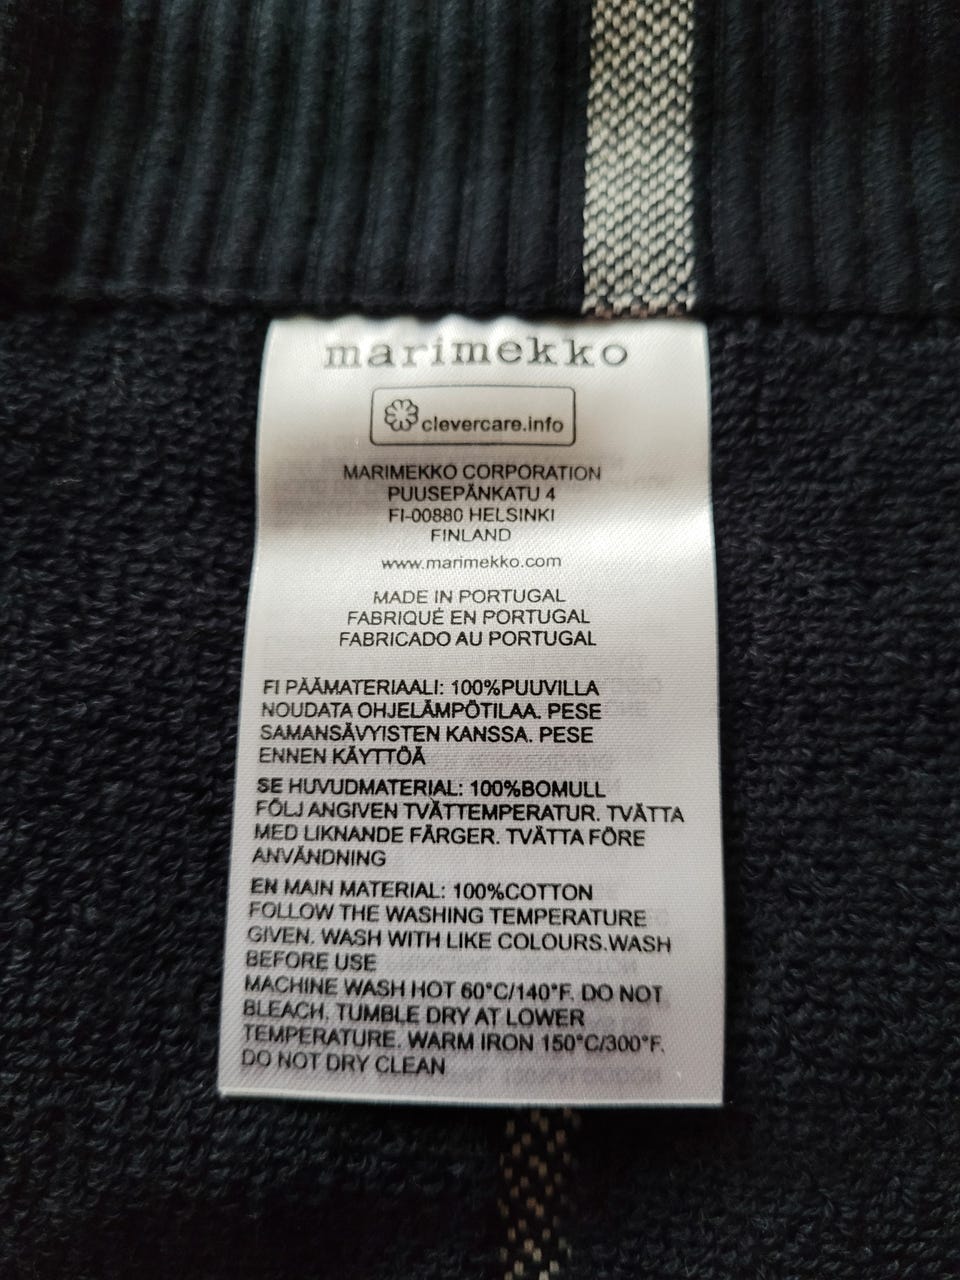 marimekko
clevercare.info
MARIMEKKO CORPORATION
PUUSEPÄNKATU 4
FI-00880 HELSINKI
FINLAND
www.marimekko.com
MADE IN PORTUGAL
FABRIQUÉ EN PORTUGAL
FABRICADO AU PORTUGAL
FI PÄÄMATERIAALI: 100%PUUVILLA
NOUDATA OHJELÄMPÖTILAA. PESE
SAMANSÄVYISTEN KANSSA. PESE
ENNEN KÄYTTÖÄ
SE HUVUDMATERIAL: 100%BOMULL
FÖLJ ANGIVEN TVÄTTEMPERATUR. TVÄTTA
MED LIKNANDE FÄRGER. TVÄTTA FÖRE
ANVÄNDNING
EN MAIN MATERIAL: 100%COTTON
FOLLOW THE WASHING TEMPERATURE
GIVEN. WASH WITH LIKE COLOURS.WASH
BEFORE USE
MACHINE WASH HOT 60°C/140°F. DO NOT
BLEACH. TUMBLE DRY AT LOWER
TEMPERATURE. WARM IRON 150°C/300°F.
DO NOT DRY CLEAN